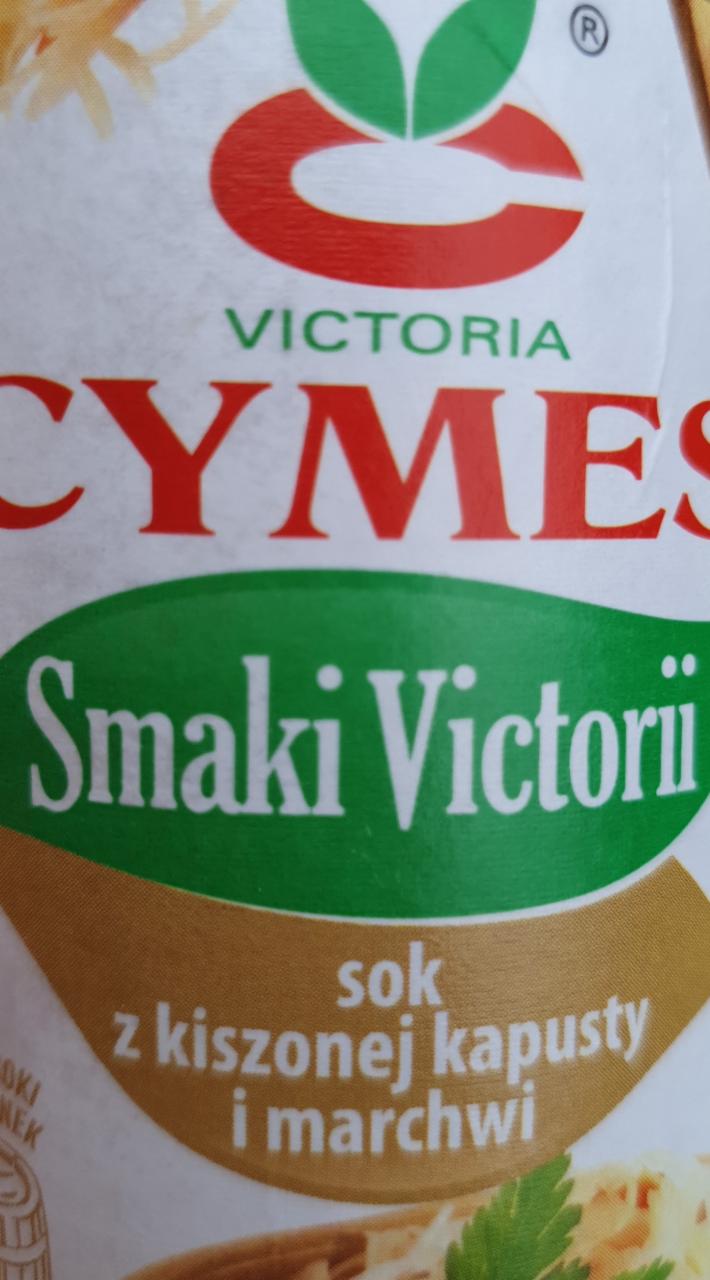 ®
VICTORIA
CYMES
Smaki Victorii
sok
z kiszonej kapusty
i marchwi